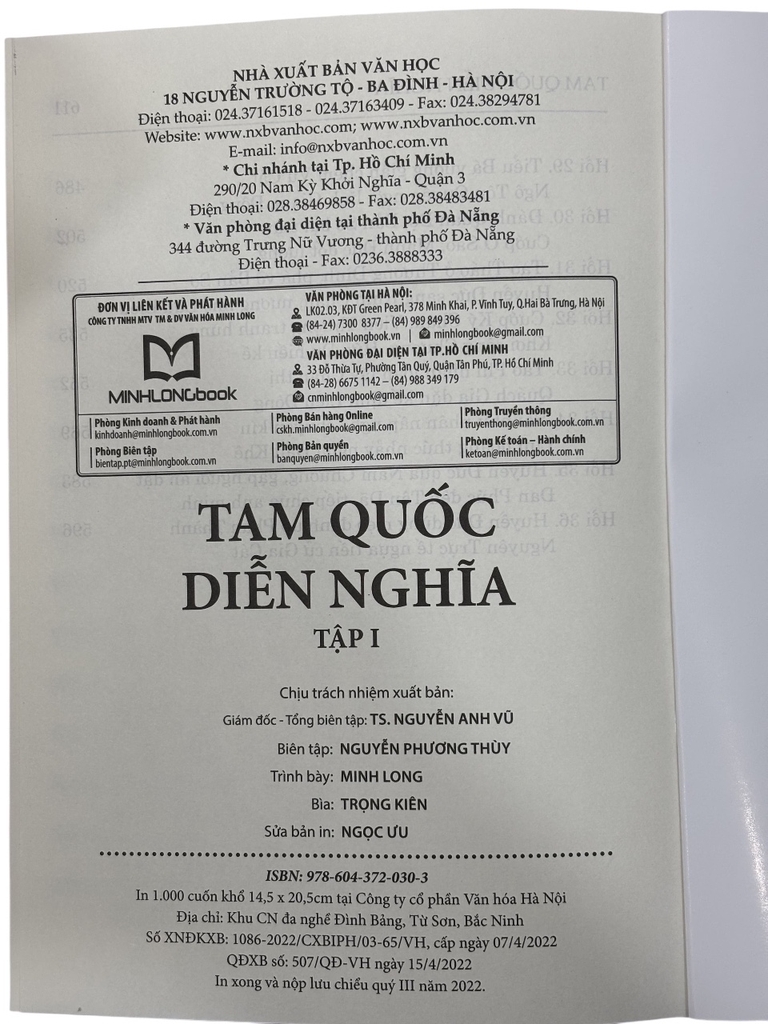 NHÀ XUẤT BẢN VĂN HỌC
18 NGUYỄN TRƯỜNG TỘ - BA ĐÌNH - HÀ NỘI
Điện thoại: 024.37161518 - 024.37163409 - Fax: 024.38294781
Website: www.nxbvanhoc.com; www.nxbvanhoc.com.vn
E-mail: info@nxbvanhoc.com.vn
* Chi nhánh tại Tp. Hồ Chí Minh
290/20 Nam Kỳ Khởi Nghĩa - Quận 3
Điện thoại: 028.38469858 - Fax: 028.38483481
* Văn phòng đại diện tại thành phố Đà Nẵng
344 đường Trưng Nữ Vương - thành phố Đà Nẵng
Điện thoại - Fax: 0236.3888333
ĐƠN VỊ LIÊN KẾT VÀ PHÁT HÀNH
CÔNG TY TNHH MTV TM & DV VĂN HÓA MINH LONG
MINHLONGbook
VĂN PHÒNG TẠI HÀ NỘI:
LK02.03, KĐT Green Pearl, 378 Minh Khai, P. Vĩnh Tuy, Q.Hai Bà Trưng, Hà Nội
(84-24) 7300 8377 – (84) 989 849 396
www.minhlongbook.vn | minhlongbook@gmail.com
VĂN PHÒNG ĐẠI DIỆN TẠI TP.HỒ CHÍ MINH
33 Đỗ Thừa Tự, Phường Tân Quý, Quận Tân Phú, TP. Hồ Chí Minh
(84-28) 6675 1142 – (84) 988 349 179
cnminhlongbook@gmail.com
Phòng Kinh doanh & Phát hành
kinhdoanh@minhlongbook.com.vn
Phòng Bán hàng Online
cskh.minhlongbook@gmail.com
Phòng Truyền thông
truyenthong@minhlongbook.com.vn
Phòng Biên tập
bientap.pt@minhlongbook.com.vn
Phòng Bản quyền
banquyen@minhlongbook.com.vn
Phòng Kế toán – Hành chính
ketoan@minhlongbook.com.vn
TAM QUỐC
DIỄN NGHĨA
TẬP I
Chịu trách nhiệm xuất bản:
Giám đốc - Tổng biên tập: TS. NGUYỄN ANH VŨ
Biên tập: NGUYỄN PHƯƠNG THÙY
Trình bày: MINH LONG
Bìa: TRỌNG KIÊN
Sửa bản in: NGỌC ƯU
ISBN: 978-604-372-030-3
In 1.000 cuốn khổ 14,5 x 20,5cm tại Công ty cổ phần Văn hóa Hà Nội
Địa chỉ: Khu CN đa nghề Đình Bảng, Từ Sơn, Bắc Ninh
Số XNĐKXB: 1086-2022/CXBIPH/03-65/VH, cấp ngày 07/4/2022
QĐXB số: 507/QĐ-VH ngày 15/4/2022
In xong và nộp lưu chiểu quý III năm 2022.